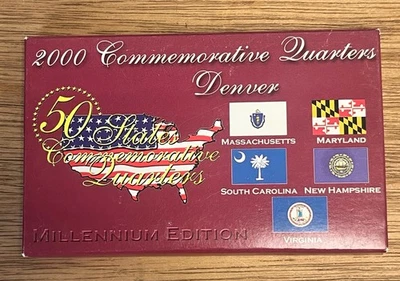 2000 Commemorative Quarters
Denver
50 States
Commemorative
Quarters
MASSACHUSETTS
MARYLAND
SOUTH CAROLINA
NEW HAMPSHIRE
VIRGINIA
MILLENNIUM EDITION